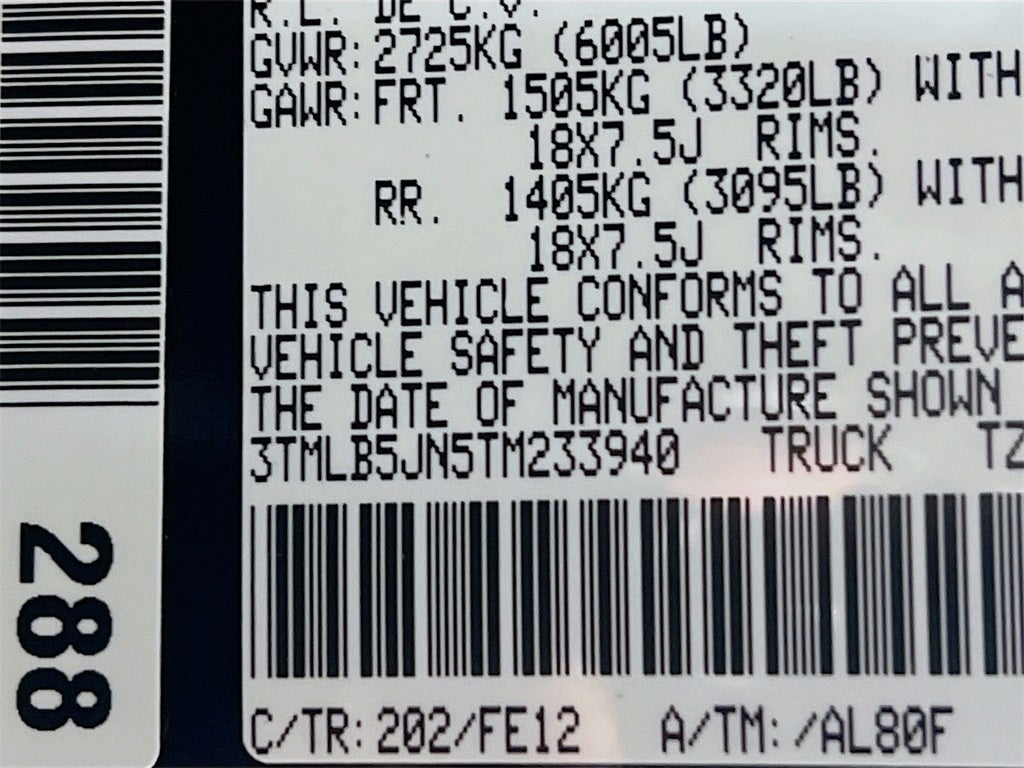 R.L. DE C.V.
GVWR: 2725KG (6005LB)
GAWR: FRT. 1505KG (3320LB) WITH
18X7.5J RIMS.
RR. 1405KG (3095LB) WITH
18X7.5J RIMS.
THIS VEHICLE CONFORMS TO ALL A
VEHICLE SAFETY AND THEFT PREVE
THE DATE OF MANUFACTURE SHOWN
3TMLB5JN5TM233940 TRUCK TZ
C/TR: 202/FE12 A/TM: /AL80F
288